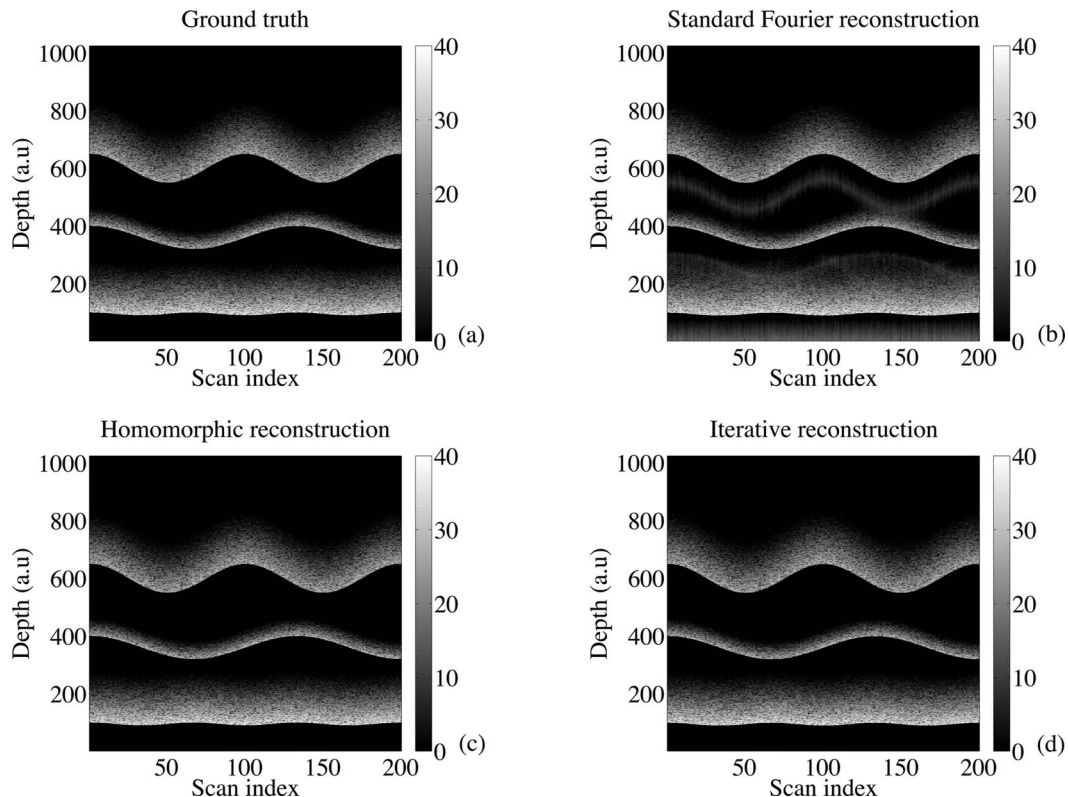 Ground truth
1000
800
600
400
200
Depth (a.u)
50 100 150 200
Scan index
40
30
20
10
0
(a)
Standard Fourier reconstruction
1000
800
600
400
200
Depth (a.u)
50 100 150 200
Scan index
40
30
20
10
0
(b)
Homomorphic reconstruction
1000
800
600
400
200
Depth (a.u)
50 100 150 200
Scan index
40
30
20
10
0
(c)
Iterative reconstruction
1000
800
600
400
200
Depth (a.u)
50 100 150 200
Scan index
40
30
20
10
0
(d)